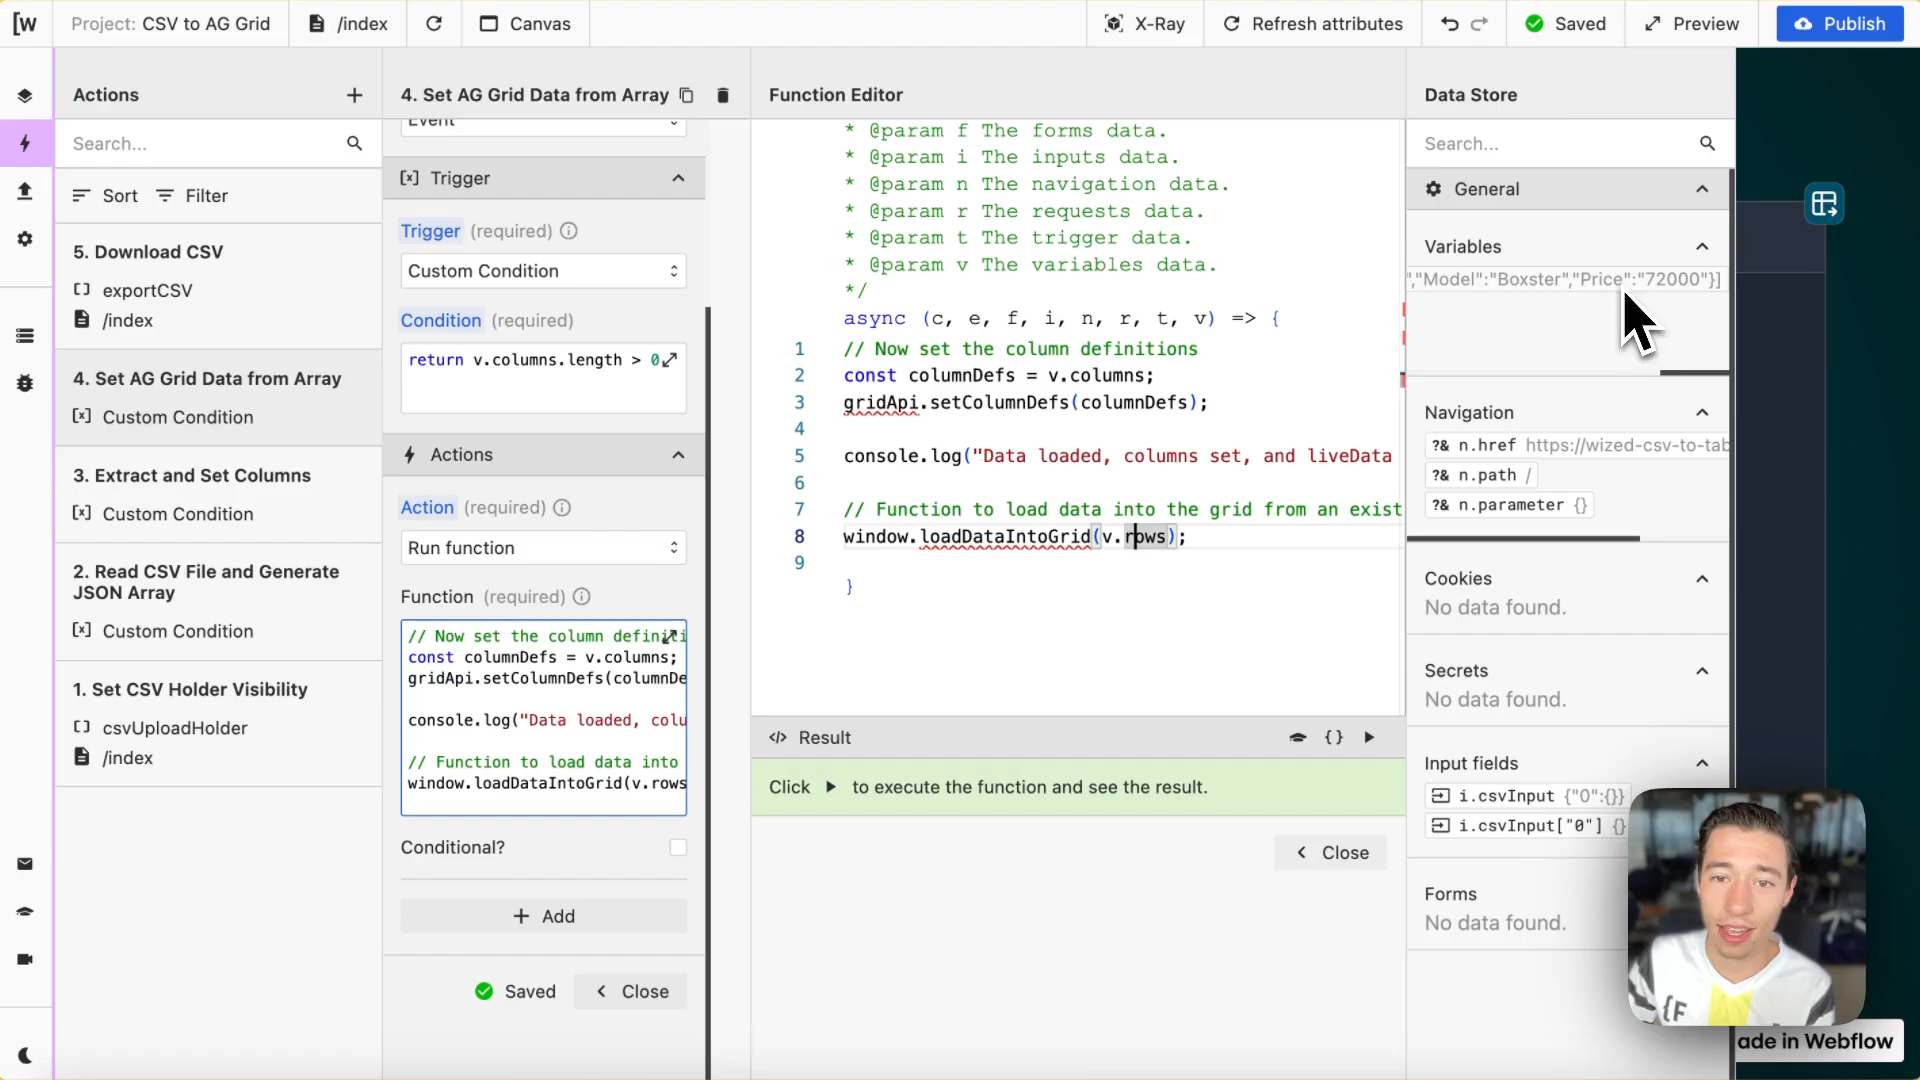 [w Project: CSV to AG Grid /index Canvas X-Ray Refresh attributes Saved Preview Publish
Actions
Search...
Sort Filter
5. Download CSV
exportCSV
/index
4. Set AG Grid Data from Array
[x] Custom Condition
3. Extract and Set Columns
[x] Custom Condition
2. Read CSV File and Generate
JSON Array
[x] Custom Condition
1. Set CSV Holder Visibility
csvUploadHolder
/index
4. Set AG Grid Data from Array
Event
[x] Trigger
Trigger (required)
Custom Condition
Condition (required)
return v.columns.length > 0
Actions
Action (required)
Run function
Function (required)
// Now set the column definiti
const columnDefs = v.columns;
gridApi.setColumnDefs(columnDe
console.log("Data loaded, colu
// Function to load data into
window.loadDataIntoGrid(v.rows
Conditional?
+ Add
Saved
Close
Function Editor
* @param f The forms data.
* @param i The inputs data.
* @param n The navigation data.
* @param r The requests data.
* @param t The trigger data.
* @param v The variables data.
*/
async (c, e, f, i, n, r, t, v) => {
1 // Now set the column definitions
2 const columnDefs = v.columns;
3 gridApi.setColumnDefs(columnDefs);
4
5 console.log("Data loaded, columns set, and liveData
6
7 // Function to load data into the grid from an exist
8 window.loadDataIntoGrid(v.rows);
9
}
</> Result {}
Click to execute the function and see the result.
Close
Data Store
Search...
General
Variables
","Model":"Boxster","Price":"72000"}]
Navigation
?& n.href https://wized-csv-to-tab
?& n.path /
?& n.parameter {}
Cookies
No data found.
Secrets
No data found.
Input fields
i.csvInput {"0":{}}
i.csvInput["0"] {}
Forms
No data found.
{F
ade in Webflow